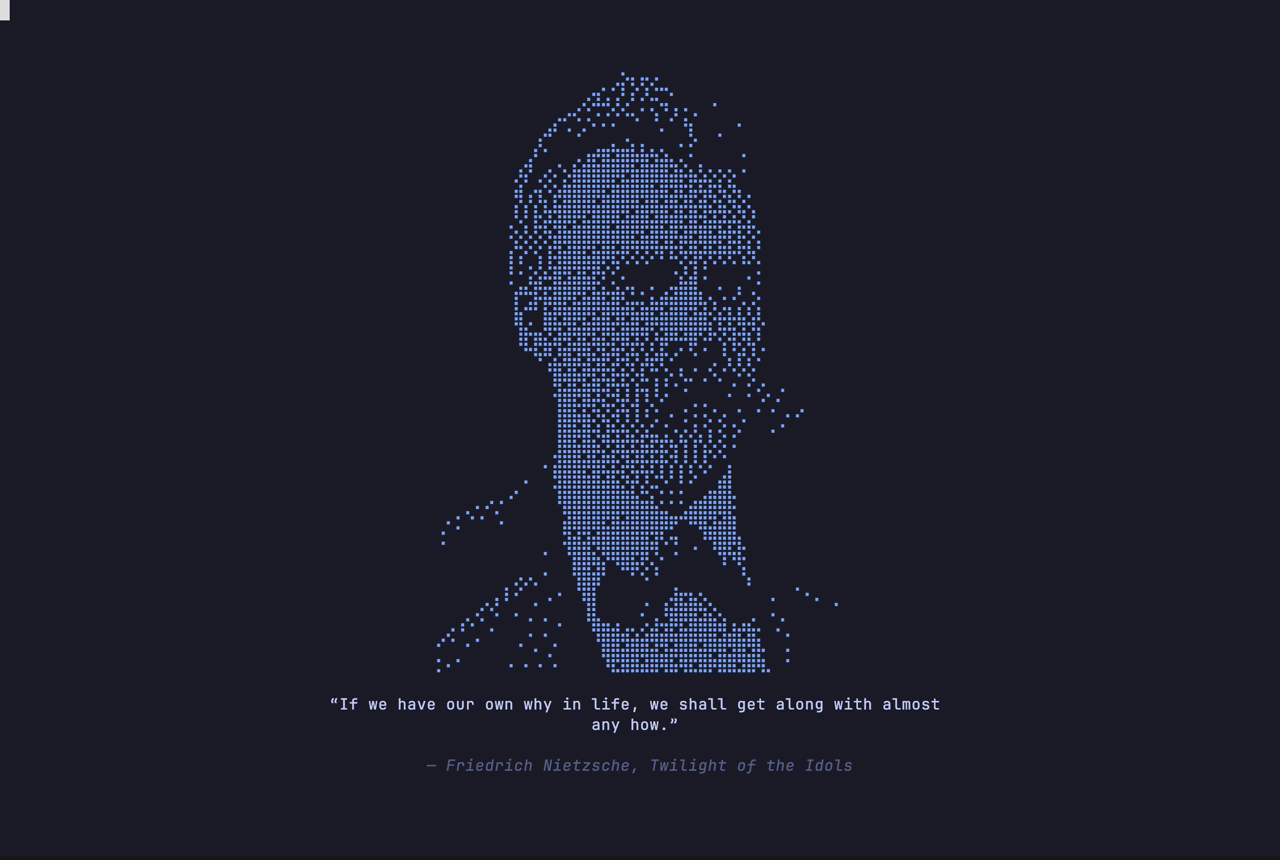 “If we have our own why in life, we shall get along with almost
any how.”
— Friedrich Nietzsche, Twilight of the Idols